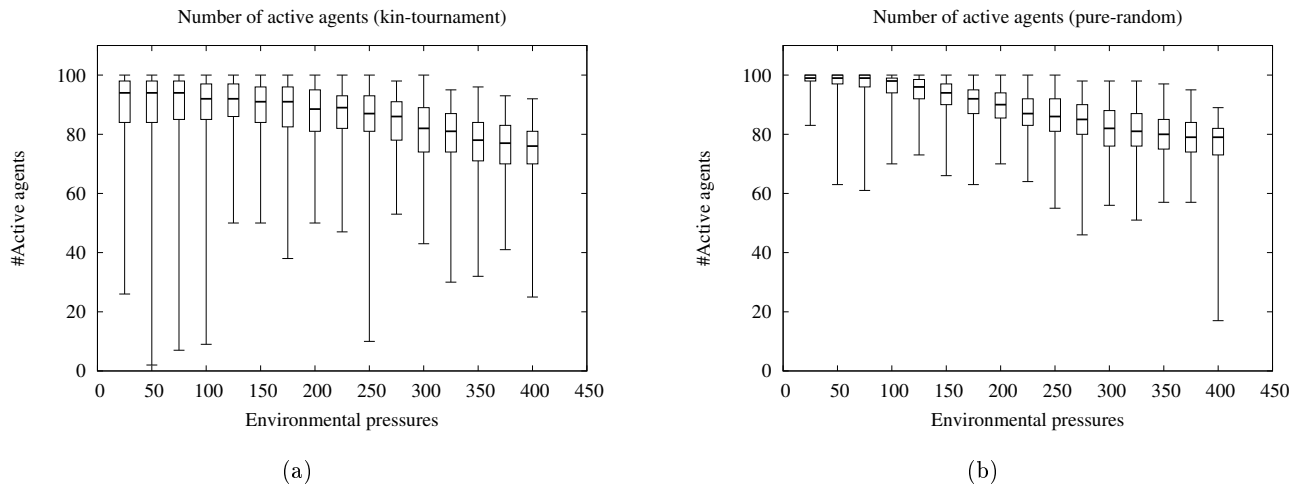 Number of active agents (kin-tournament)
100
80
60
40
20
0
#Active agents
0 50 100 150 200 250 300 350 400 450
Environmental pressures
(a)
Number of active agents (pure-random)
100
80
60
40
20
0
#Active agents
0 50 100 150 200 250 300 350 400 450
Environmental pressures
(b)